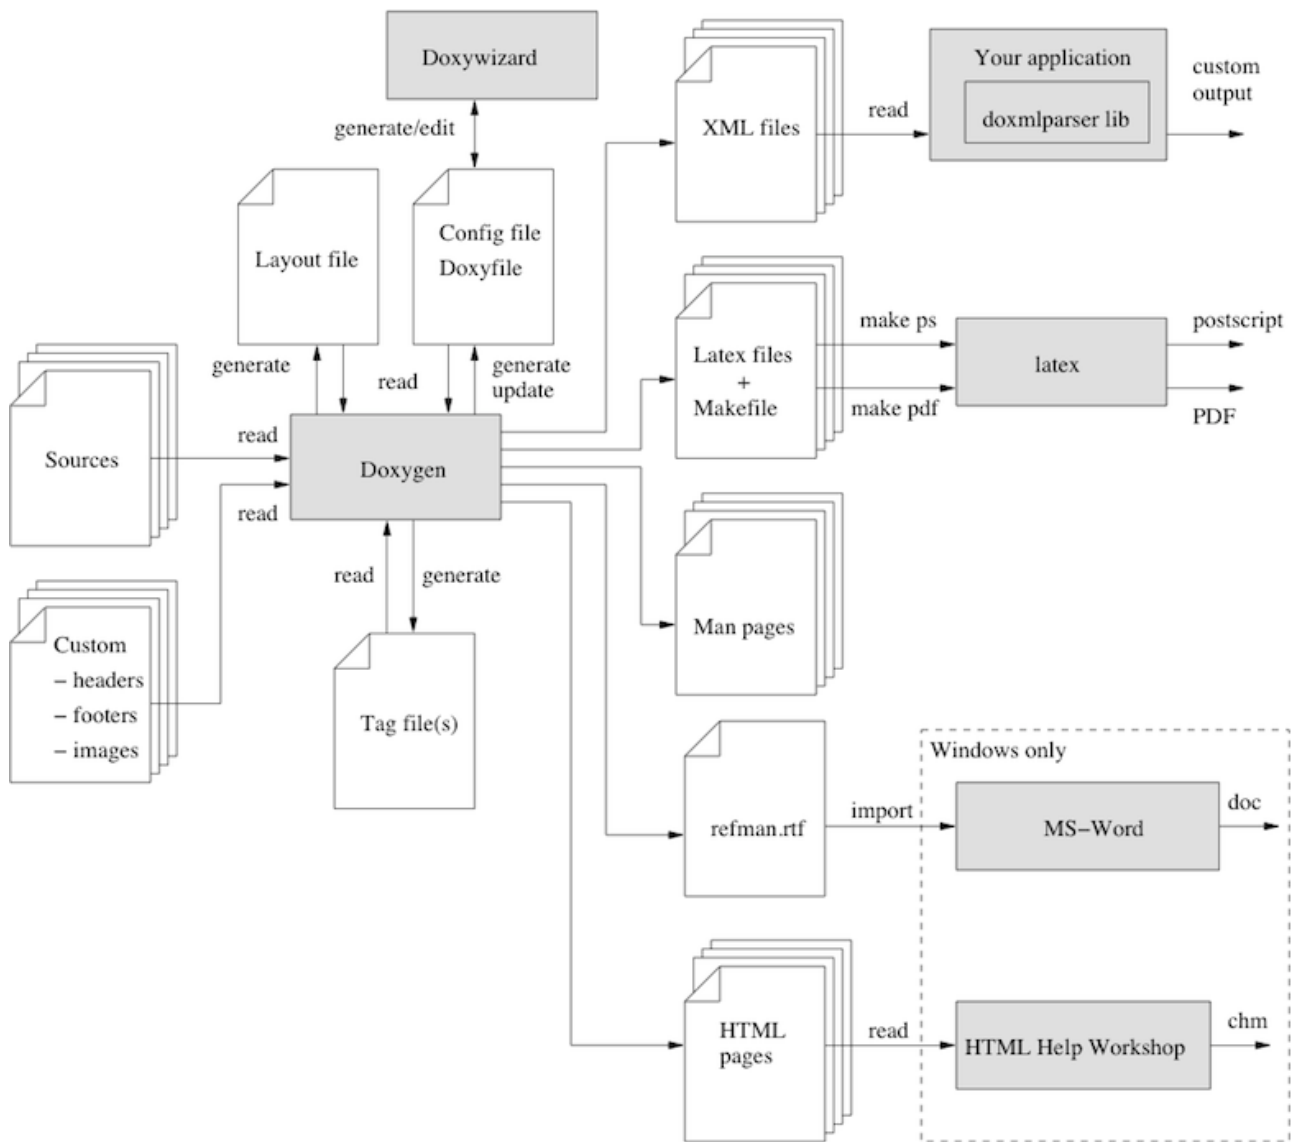 Doxywizard
generate/edit
Layout file
Config file
Doxyfile
generate
read
generate
update
Sources
read
read
Doxygen
Custom
– headers
– footers
– images
read
generate
Tag file(s)
XML files
read
Your application
doxmlparser lib
custom
output
Latex files
+
Makefile
make ps
make pdf
latex
postscript
PDF
Man pages
refman.rtf
import
Windows only
MS–Word
doc
HTML
pages
read
HTML Help Workshop
chm